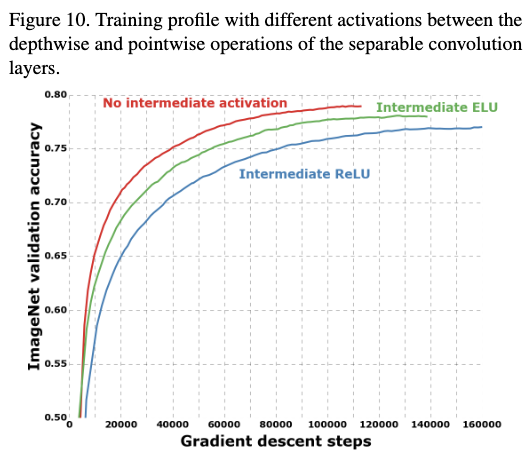 Figure 10. Training profile with different activations between the
depthwise and pointwise operations of the separable convolution
layers.
0.80
No intermediate activation
Intermediate ELU
0.75
Intermediate ReLU
0.70
0.65
0.60
0.55
0.50
ImageNet validation accuracy
0 20000 40000 60000 80000 100000 120000 140000 160000
Gradient descent steps